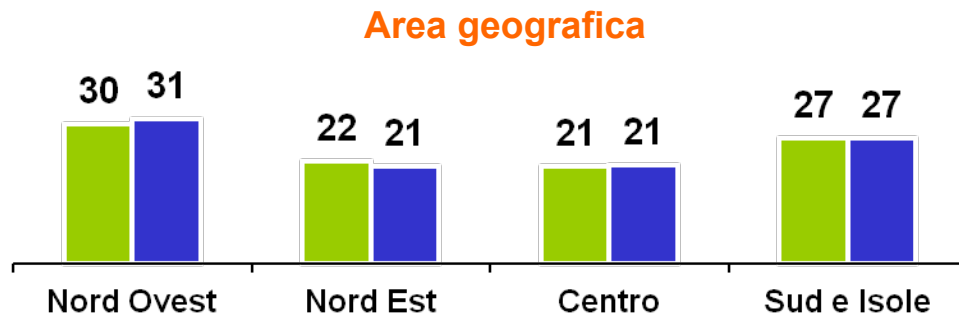 Area geografica
30 31
22 21
21 21
27 27
Nord Ovest
Nord Est
Centro
Sud e Isole